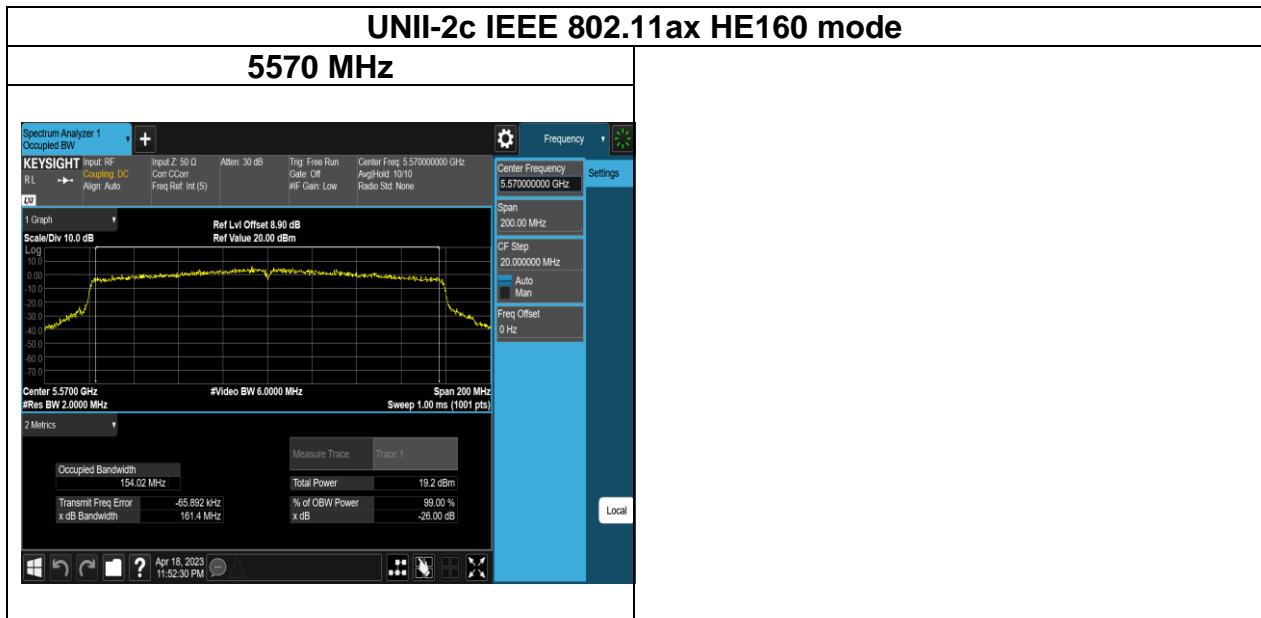 UNII-2c IEEE 802.11ax HE160 mode
5570 MHz
Spectrum Analyzer 1
Occupied BW
+
Frequency
KEYSIGHT
RL
LXI
Input: RF
Coupling: DC
Align: Auto
Input Z: 50 Ω
Corr CCorr
Freq Ref: Int (S)
Atten: 30 dB
Trig: Free Run
Gate: Off
#IF Gain: Low
Center Freq: 5.570000000 GHz
Avg|Hold: 10/10
Radio Std: None
Center Frequency
5.570000000 GHz
Settings
Span
200.00 MHz
CF Step
20.000000 MHz
Auto
Man
Freq Offset
0 Hz
1 Graph
Scale/Div 10.0 dB
Ref Lvl Offset 8.90 dB
Ref Value 20.00 dBm
Log
10.0
0.00
-10.0
-20.0
-30.0
-40.0
-50.0
-60.0
-70.0
Center 5.5700 GHz
#Video BW 6.0000 MHz
Span 200 MHz
#Res BW 2.0000 MHz
Sweep 1.00 ms (1001 pts)
2 Metrics
Measure Trace
Trace 1
Occupied Bandwidth
154.02 MHz
Total Power
19.2 dBm
Transmit Freq Error
-65.892 kHz
% of OBW Power
99.00 %
x dB Bandwidth
161.4 MHz
x dB
-26.00 dB
Local
?
Apr 18, 2023
11:52:30 PM